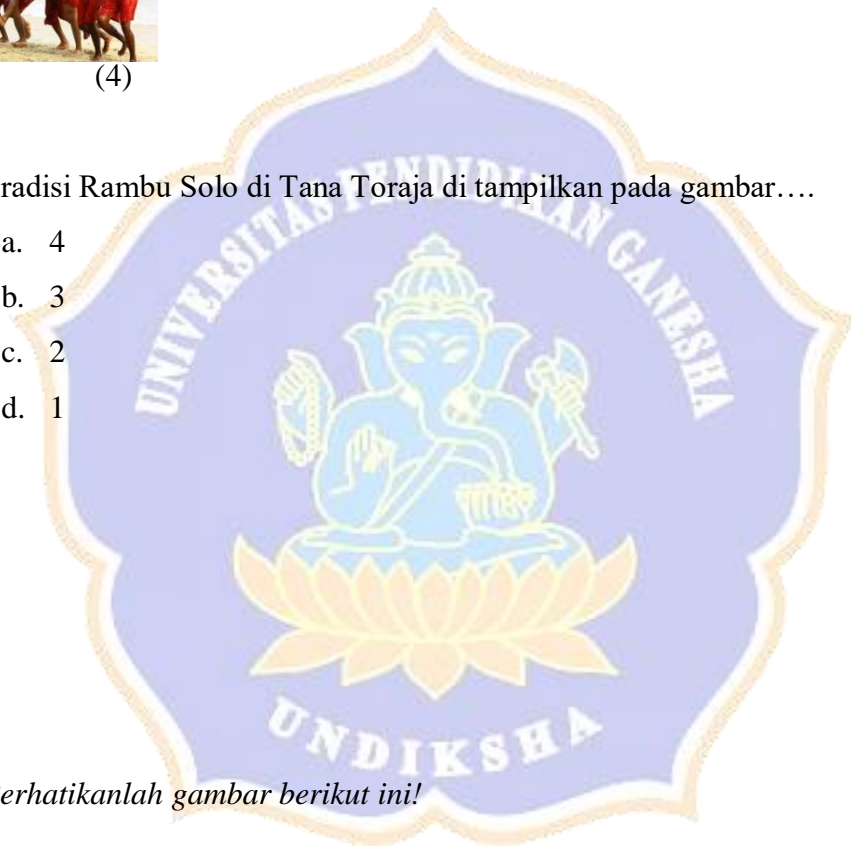 (4)
radisi Rambu Solo di Tana Toraja di tampilkan pada gambar….
a. 4
b. 3
c. 2
d. 1
UNIVERSITAS PENDIDIKAN GANESHA
UNDIKSHA
erhatikanlah gambar berikut ini!